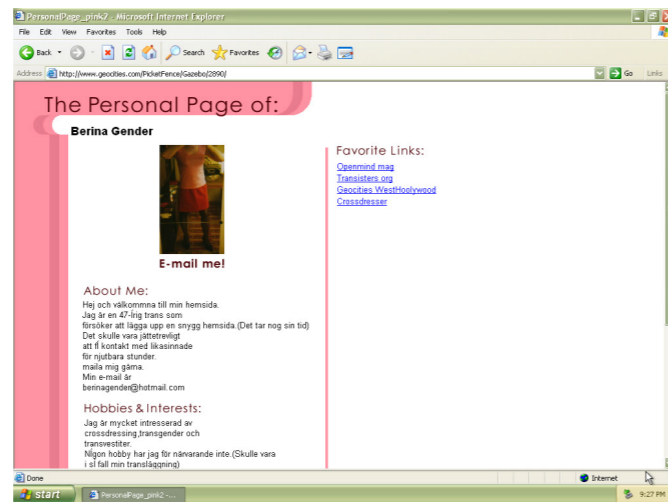 PersonalPage_pink2 - Microsoft Internet Explorer
File Edit View Favorites Tools Help
Back Search Favorites
Address http://www.geocities.com/PicketFence/Gazebo/2890/ Go Links
The Personal Page of:
Berina Gender
E-mail me!
About Me:
Hej och välkommna till min hemsida.
Jag är en 47-Írig trans som
försöker att lägga upp en snygg hemsida.(Det tar nog sin tid)
Det skulle vara jättetrevligt
att fÍ kontakt med likasinnade
för njutbara stunder.
maila mig gärna.
Min e-mail är
berinagender@hotmail.com
Hobbies & Interests:
Jag är mycket intresserad av
crossdressing,transgender och
transvestiter.
NÍgon hobby har jag för närvarande inte.(Skulle vara
i sÍ fall min transläggning)
Favorite Links:
Openmind mag
Transisters org
Geocities WestHoolywood
Crossdresser
Done Internet
start PersonalPage_pink2 -... 9:27 PM